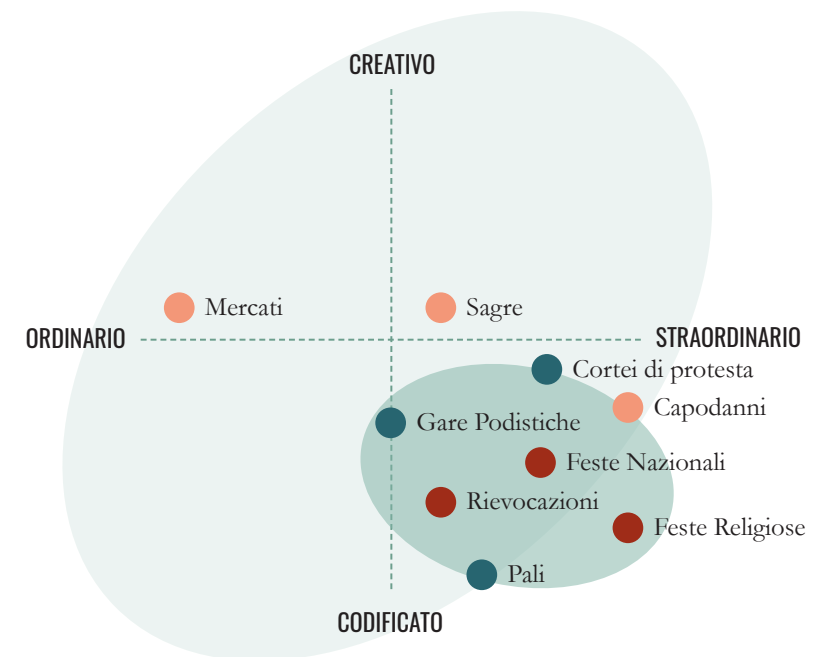 CREATIVO
Mercati
Sagre
ORDINARIO
STRAORDINARIO
Cortei di protesta
Capodanni
Gare Podistiche
Feste Nazionali
Rievocazioni
Feste Religiose
Pali
CODIFICATO